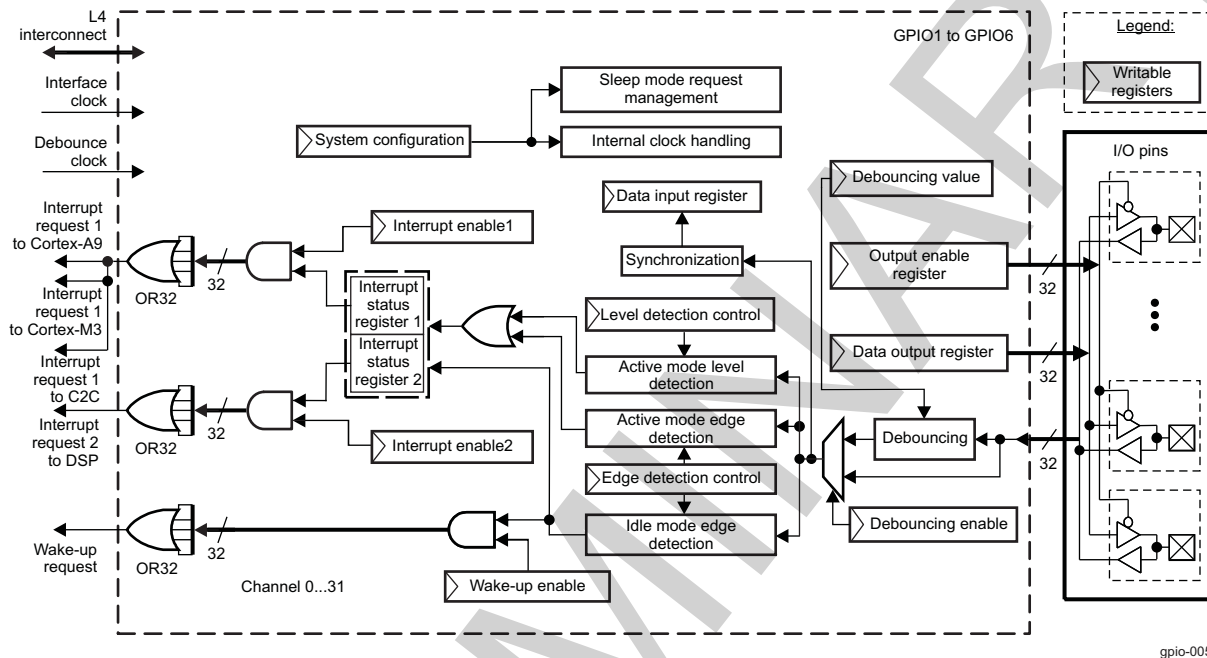 L4
interconnect
GPIO1 to GPIO6
Legend:
Writable
registers
Interface
clock
Debounce
clock
Sleep mode request
management
System configuration
Internal clock handling
I/O pins
Debouncing value
Data input register
Interrupt
request 1
to Cortex-A9
Interrupt enable1
Synchronization
Output enable
register
32
OR32
32
Interrupt
status
register 1
Interrupt
request 1
to Cortex-M3
Level detection control
Data output register
32
Interrupt
status
register 2
Active mode level
detection
Interrupt
request 1
to C2C
Interrupt
request 2
to DSP
OR32
32
Interrupt enable2
Active mode edge
detection
Debouncing
32
Edge detection control
Debouncing enable
Idle mode edge
detection
Wake-up
request
OR32
32
Channel 0...31
Wake-up enable
gpio-005